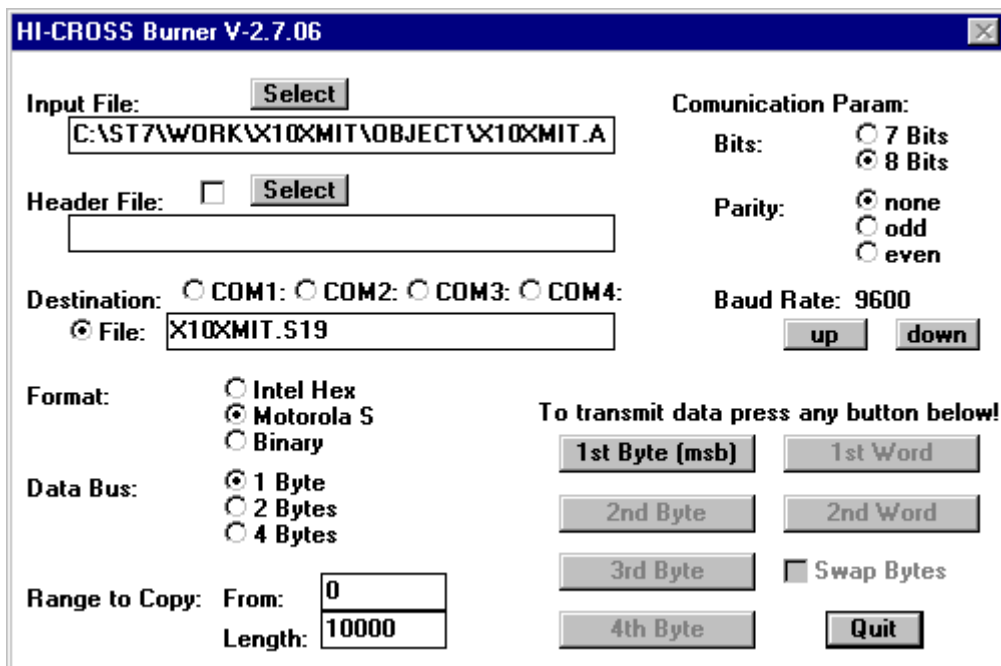 HI-CROSS Burner V-2.7.06
Input File: Select
C:\ST7\WORK\X10XMIT\OBJECT\X10XMIT.A
Header File: Select
Destination: COM1: COM2: COM3: COM4:
File: X10XMIT.S19
Format: Intel Hex
Motorola S
Binary
Data Bus: 1 Byte
2 Bytes
4 Bytes
Range to Copy: From: 0
Length: 10000
Comunication Param:
Bits: 7 Bits
8 Bits
Parity: none
odd
even
Baud Rate: 9600
up down
To transmit data press any button below!
1st Byte (msb) 1st Word
2nd Byte 2nd Word
3rd Byte Swap Bytes
4th Byte Quit